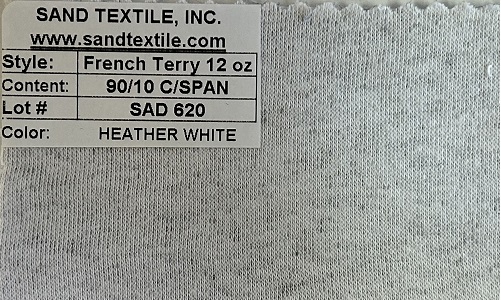 SAND TEXTILE, INC.
www.sandtextile.com
Style: French Terry 12 oz
Content: 90/10 C/SPAN
Lot # SAD 620
Color: HEATHER WHITE